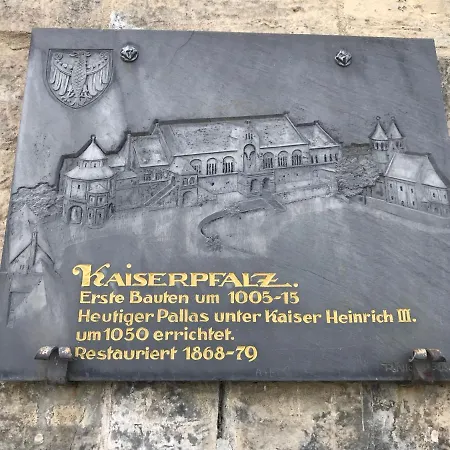 KAISERPFALZ.
Erste Bauten um 1005-15
Heutiger Pallas unter Kaiser Heinrich III.
um 1050 errichtet.
Restauriert 1868-79